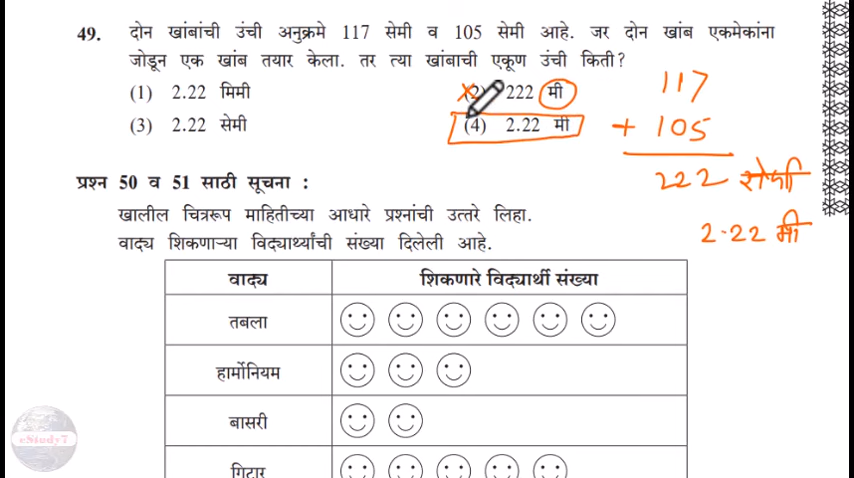 49. दोन खांबांची उंची अनुक्रमे 117 सेमी व 105 सेमी आहे. जर दोन खांब एकमेकांना
जोडून एक खांब तयार केला. तर त्या खांबाची एकूण उंची किती?
(1) 2.22 मिमी (2) 222 मी
(3) 2.22 सेमी (4) 2.22 मी
117
+ 105
222 सेमी
2.22 मी
प्रश्न 50 व 51 साठी सूचना :
खालील चित्ररूप माहितीच्या आधारे प्रश्नांची उत्तरे लिहा.
वाद्य शिकणाऱ्या विद्यार्थ्यांची संख्या दिलेली आहे.
वाद्य शिकणारे विद्यार्थी संख्या
तबला
हार्मोनियम
बासरी
गिटार
eStudy7